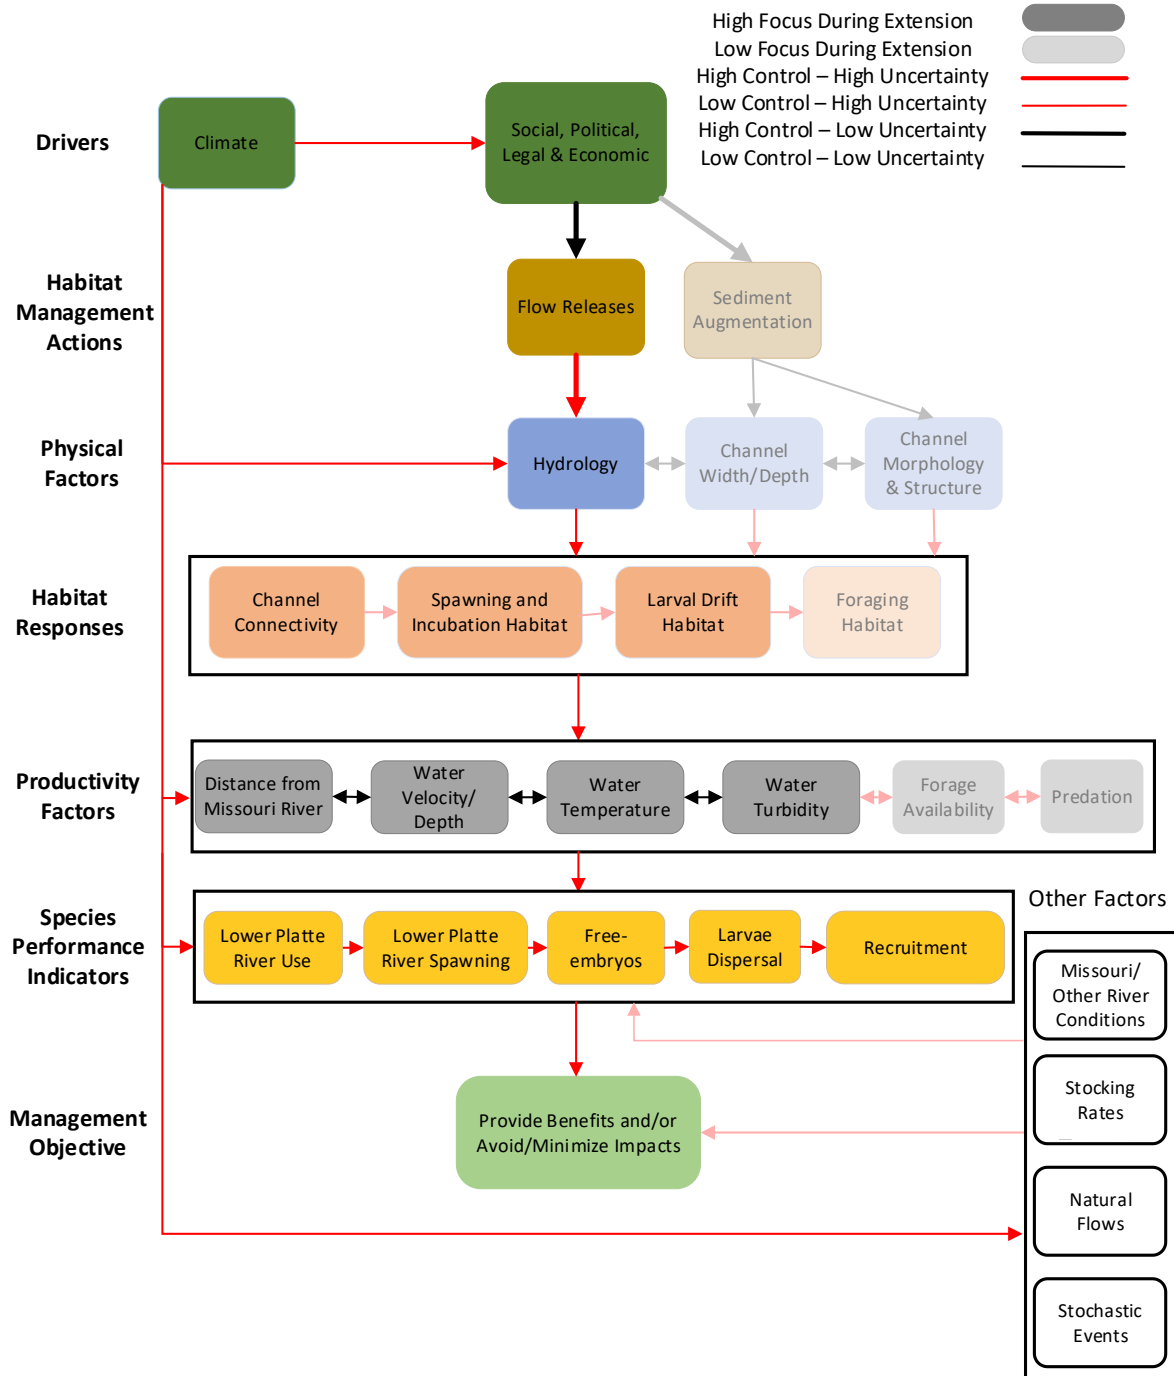 High Focus During Extension
Low Focus During Extension
High Control – High Uncertainty
Low Control – High Uncertainty
High Control – Low Uncertainty
Low Control – Low Uncertainty
Drivers
Climate
Social, Political,
Legal & Economic
Habitat
Management
Actions
Flow Releases
Sediment
Augmentation
Physical
Factors
Hydrology
Channel
Width/Depth
Channel
Morphology
& Structure
Habitat
Responses
Channel
Connectivity
Spawning and
Incubation Habitat
Larval Drift
Habitat
Foraging
Habitat
Productivity
Factors
Distance from
Missouri River
Water
Velocity/
Depth
Water
Temperature
Water
Turbidity
Forage
Availability
Predation
Species
Performance
Indicators
Lower Platte
River Use
Lower Platte
River Spawning
Free-
embryos
Larvae
Dispersal
Recruitment
Other Factors
Missouri/
Other River
Conditions
Stocking
Rates
Natural
Flows
Stochastic
Events
Management
Objective
Provide Benefits and/or
Avoid/Minimize Impacts